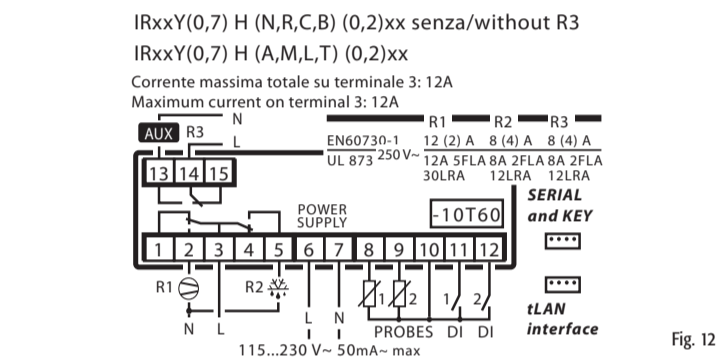 IRxxY(0,7) H (N,R,C,B) (0,2)xx senza/without R3
IRxxY(0,7) H (A,M,L,T) (0,2)xx
Corrente massima totale su terminale 3: 12A
Maximum current on terminal 3: 12A
N
AUX R3 L
R1 R2 R3
EN60730-1 250 V~ 12 (2) A 8 (4) A 8 (4) A
UL 873 12A 5FLA 8A 2FLA 8A 2FLA
30LRA 12LRA 12LRA
13 14 15
SERIAL
and KEY
POWER
SUPPLY
-10T60
1 2 3 4 5 6 7 8 9 10 11 12
R1 R2 1 2 1 2
N L L N PROBES DI DI
tLAN
interface
115...230 V~ 50mA~ max
Fig. 12